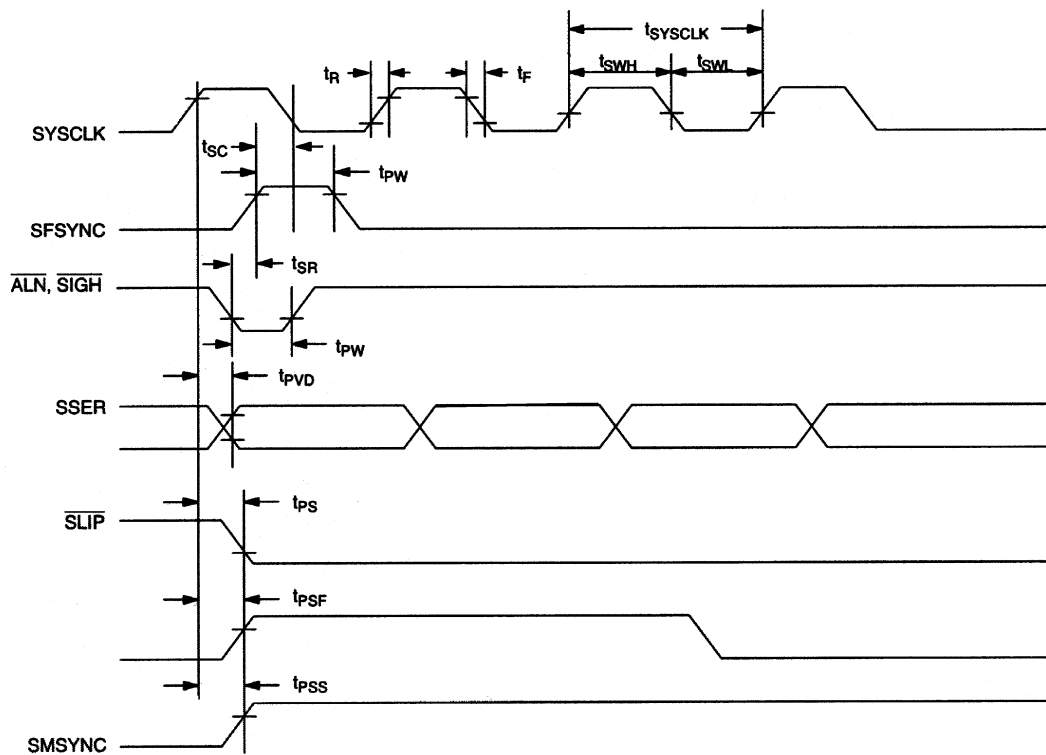 tSYSCLK
tR tF tSWH tSWL
SYSCLK
tSC
tPW
SFSYNC
tSR
ALN, SIGH
tPW
tPVD
SSER
tPS
SLIP
tPSF
tPSS
SMSYNC